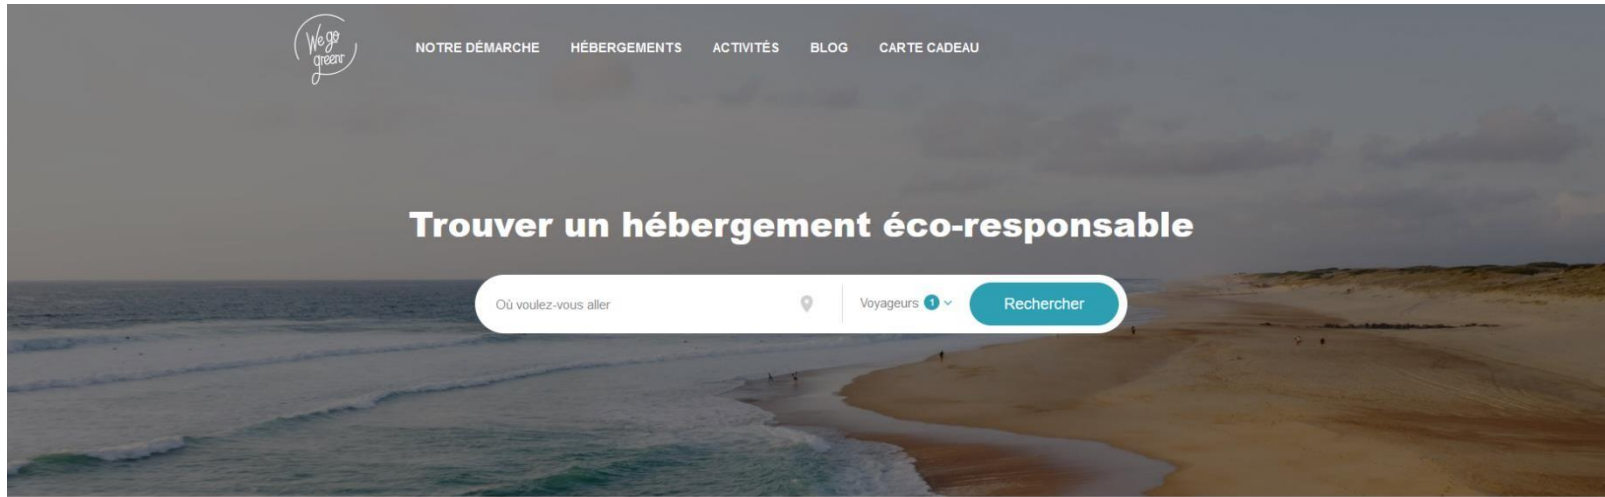 We go
greenr
NOTRE DÉMARCHE HÉBERGEMENTS ACTIVITÉS BLOG CARTE CADEAU
Trouver un hébergement éco-responsable
Où voulez-vous aller Voyageurs 1 Rechercher